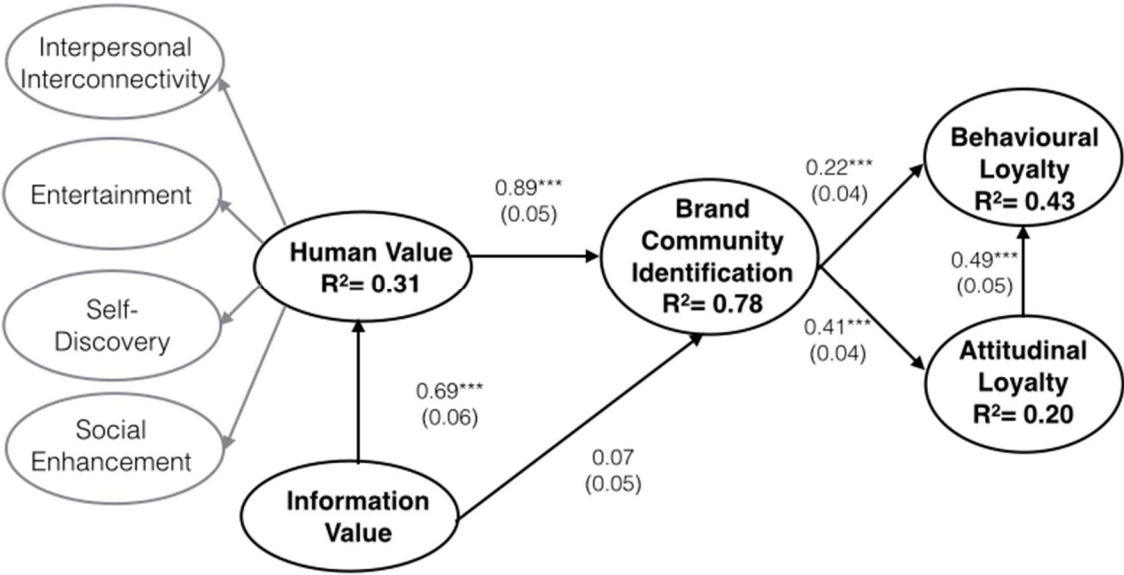 Interpersonal
Interconnectivity
Entertainment
Self-
Discovery
Social
Enhancement
Human Value
R²= 0.31
Information
Value
0.69***
(0.06)
0.89***
(0.05)
0.07
(0.05)
Brand
Community
Identification
R²= 0.78
0.22***
(0.04)
0.41***
(0.04)
Behavioural
Loyalty
R²= 0.43
0.49***
(0.05)
Attitudinal
Loyalty
R²= 0.20